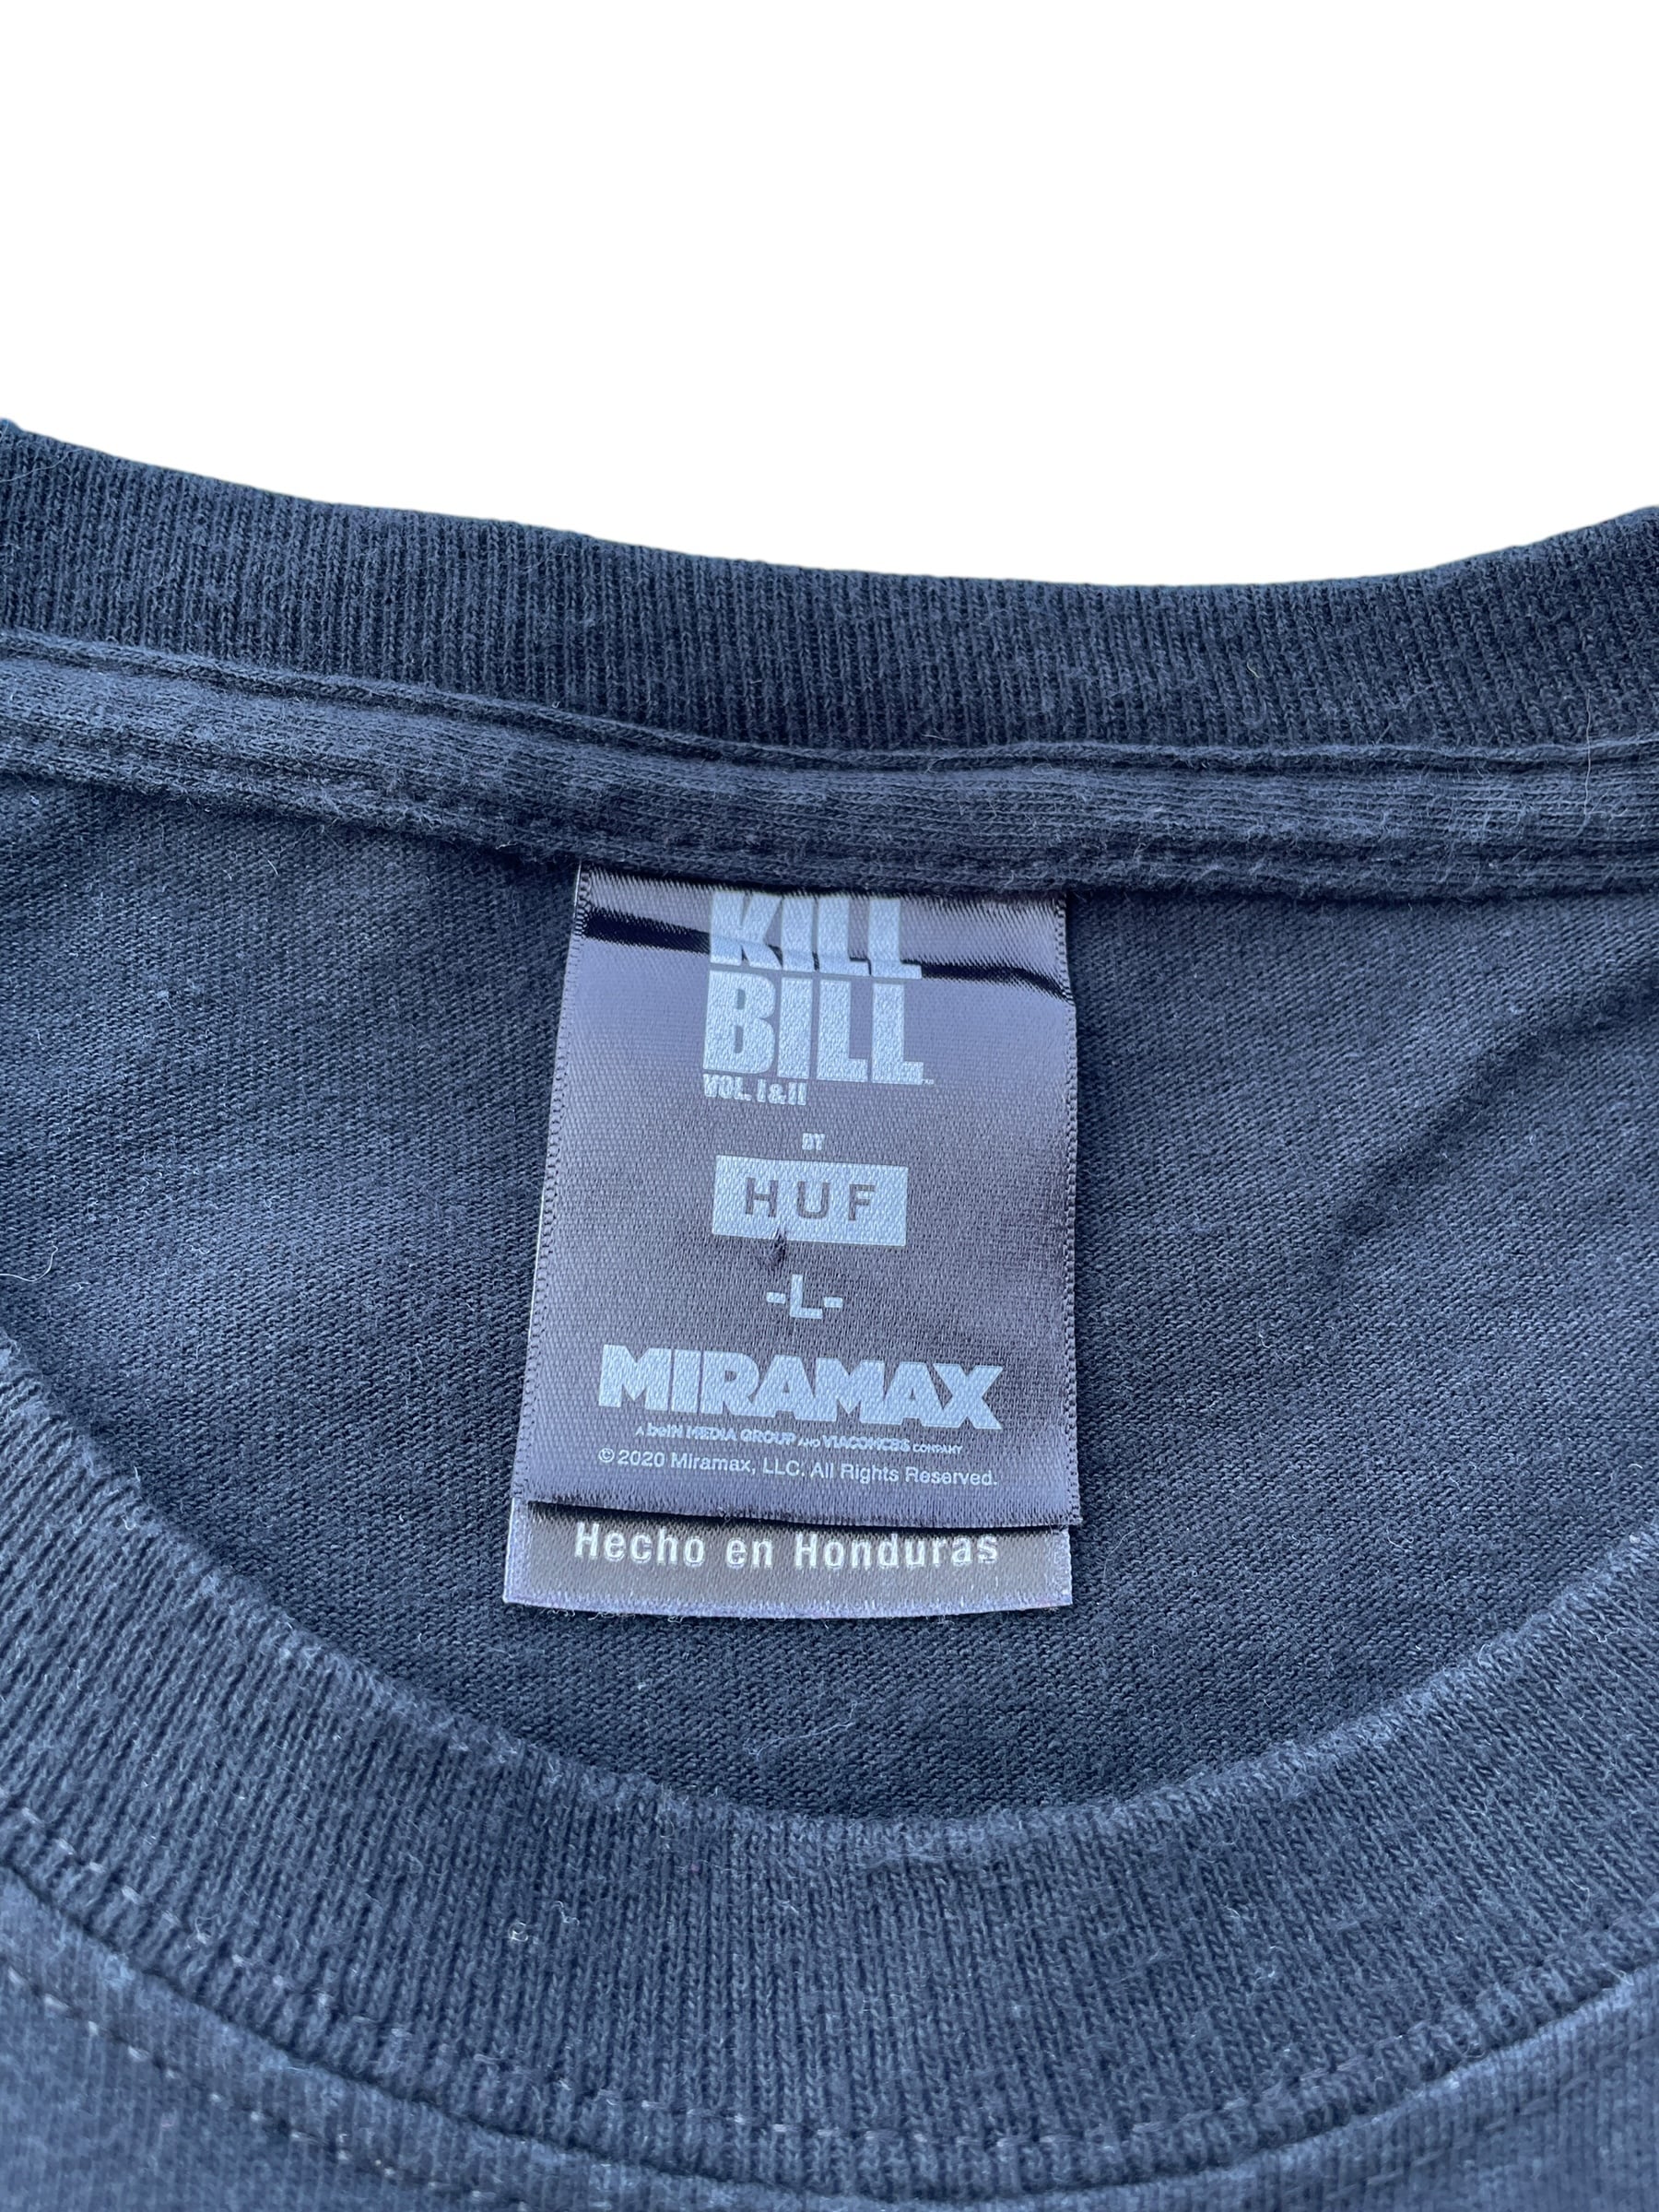 KILL
BILL™
VOL. I & II
BY
HUF
-L-
MIRAMAX
A beIN MEDIA GROUP AND VIACOMCBS COMPANY
© 2020 Miramax, LLC. All Rights Reserved.
Hecho en Honduras